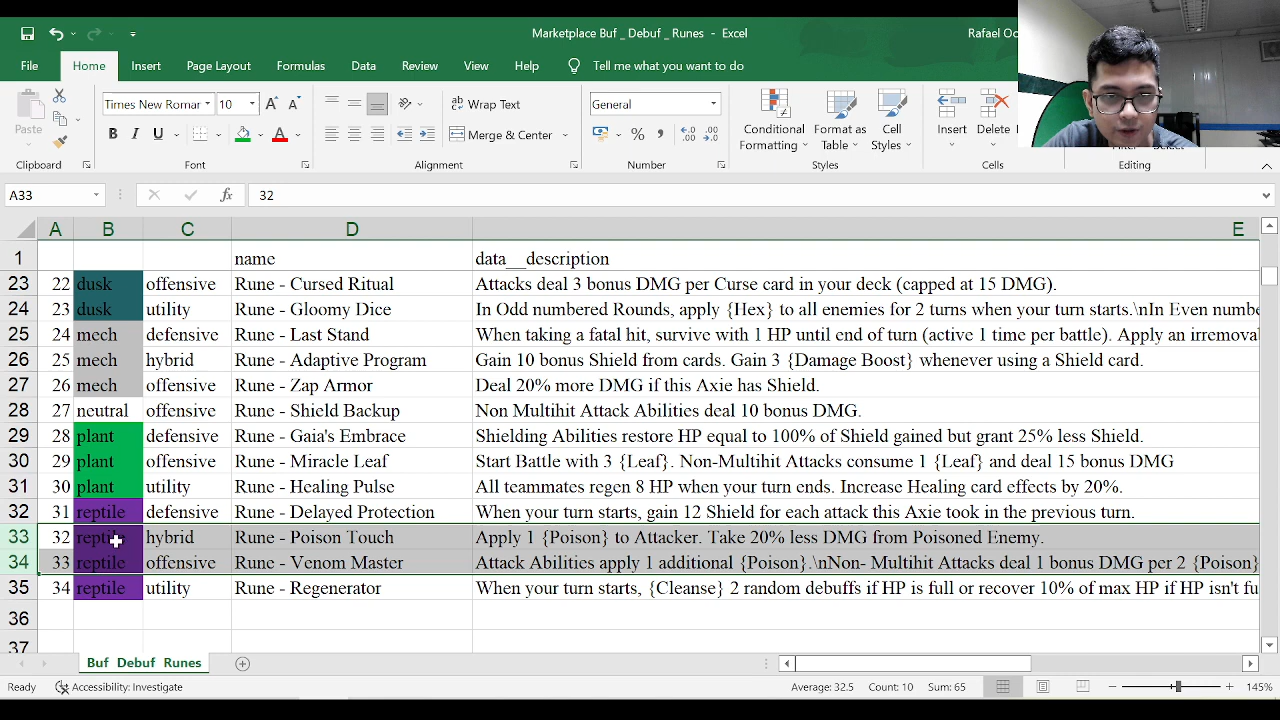 Marketplace Buf _ Debuf _ Runes - Excel
Rafael Oc
File Home Insert Page Layout Formulas Data Review View Help Tell me what you want to do
Paste
Times New Romar 10
B I U
Wrap Text
Merge & Center
General
% ,
Conditional Formatting
Format as Table
Cell Styles
Insert
Delete
Clipboard Font Alignment Number Styles Cells Editing
A33 fx 32
A B C D E
1 name data__description
23 22 dusk offensive Rune - Cursed Ritual Attacks deal 3 bonus DMG per Curse card in your deck (capped at 15 DMG).
24 23 dusk utility Rune - Gloomy Dice In Odd numbered Rounds, apply {Hex} to all enemies for 2 turns when your turn starts.\nIn Even numbe
25 24 mech defensive Rune - Last Stand When taking a fatal hit, survive with 1 HP until end of turn (active 1 time per battle). Apply an irremova
26 25 mech hybrid Rune - Adaptive Program Gain 10 bonus Shield from cards. Gain 3 {Damage Boost} whenever using a Shield card.
27 26 mech offensive Rune - Zap Armor Deal 20% more DMG if this Axie has Shield.
28 27 neutral offensive Rune - Shield Backup Non Multihit Attack Abilities deal 10 bonus DMG.
29 28 plant defensive Rune - Gaia's Embrace Shielding Abilities restore HP equal to 100% of Shield gained but grant 25% less Shield.
30 29 plant offensive Rune - Miracle Leaf Start Battle with 3 {Leaf}. Non-Multihit Attacks consume 1 {Leaf} and deal 15 bonus DMG
31 30 plant utility Rune - Healing Pulse All teammates regen 8 HP when your turn ends. Increase Healing card effects by 20%.
32 31 reptile defensive Rune - Delayed Protection When your turn starts, gain 12 Shield for each attack this Axie took in the previous turn.
33 32 reptile hybrid Rune - Poison Touch Apply 1 {Poison} to Attacker. Take 20% less DMG from Poisoned Enemy.
34 33 reptile offensive Rune - Venom Master Attack Abilities apply 1 additional {Poison}.\nNon- Multihit Attacks deal 1 bonus DMG per 2 {Poison}
35 34 reptile utility Rune - Regenerator When your turn starts, {Cleanse} 2 random debuffs if HP is full or recover 10% of max HP if HP isn't fu
36
37
Buf _Debuf _Runes
Ready Accessibility: Investigate Average: 32.5 Count: 10 Sum: 65 145%